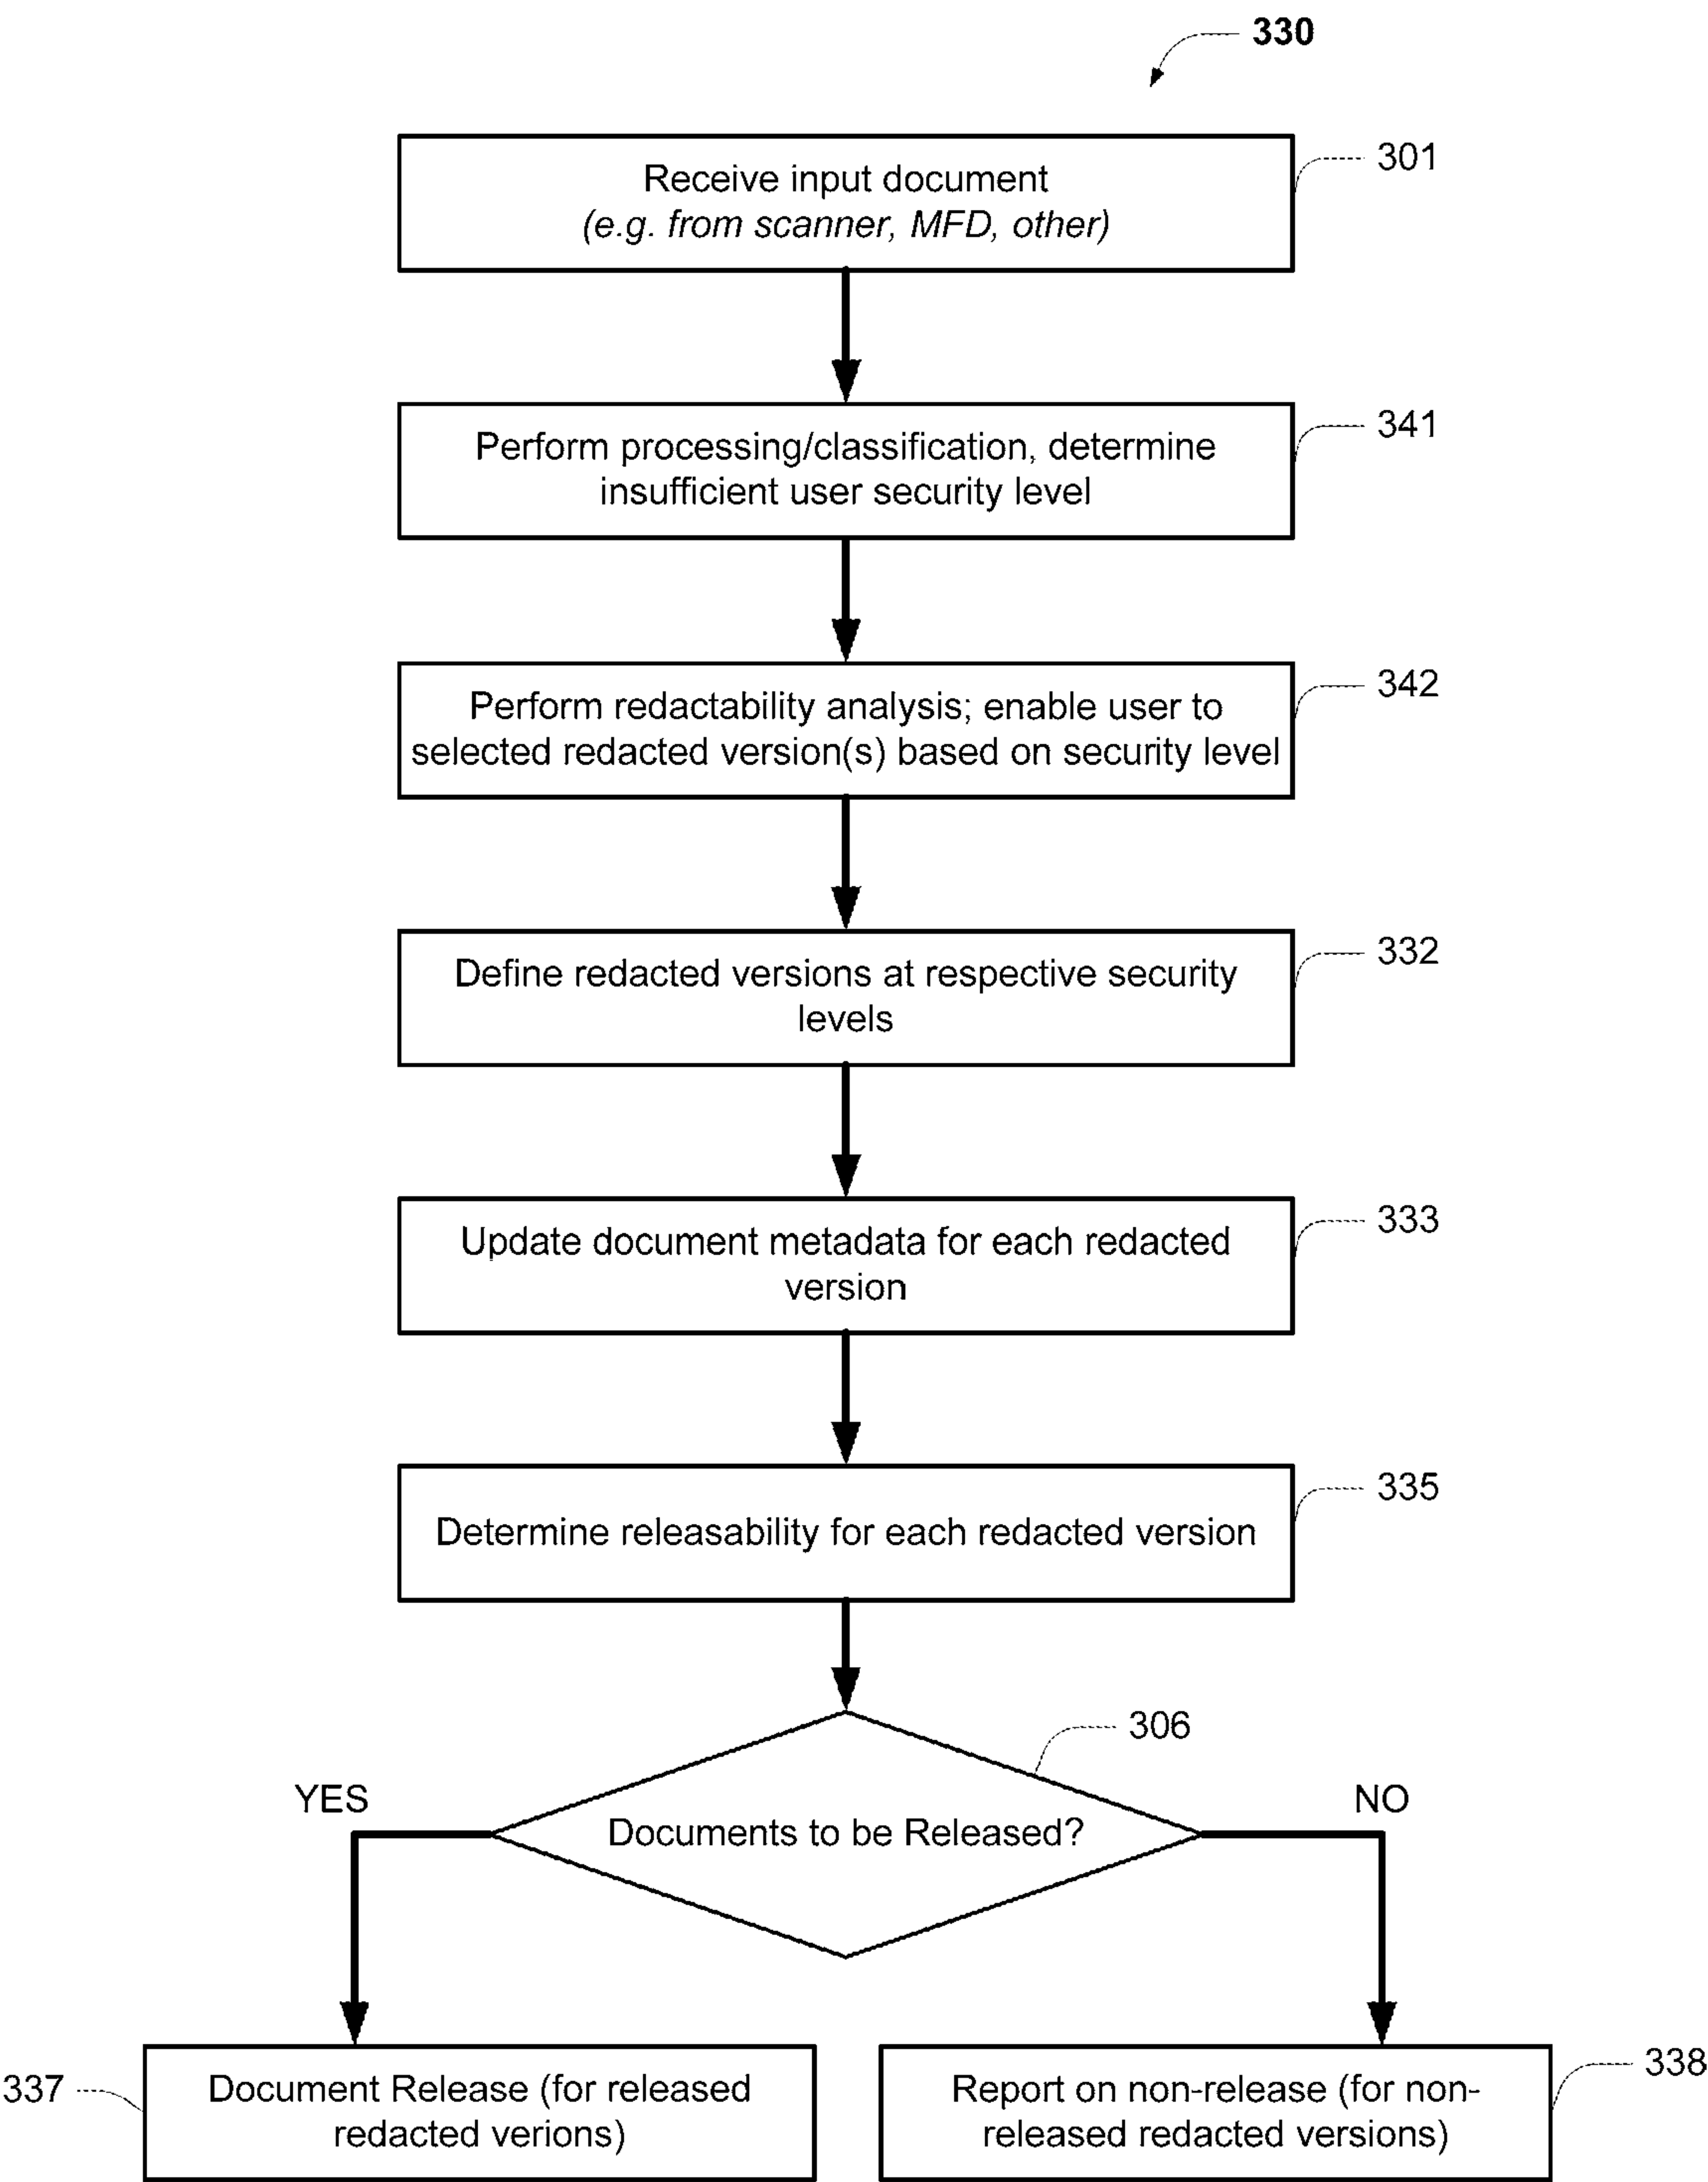 330
Receive input document
(e.g. from scanner, MFD, other)
301
Perform processing/classification, determine
insufficient user security level
341
Perform redactability analysis; enable user to
selected redacted version(s) based on security level
342
Define redacted versions at respective security
levels
332
Update document metadata for each redacted
version
333
Determine releasability for each redacted version
335
306
YES
NO
Documents to be Released?
337
Document Release (for released
redacted verions)
Report on non-release (for non-
released redacted versions)
338